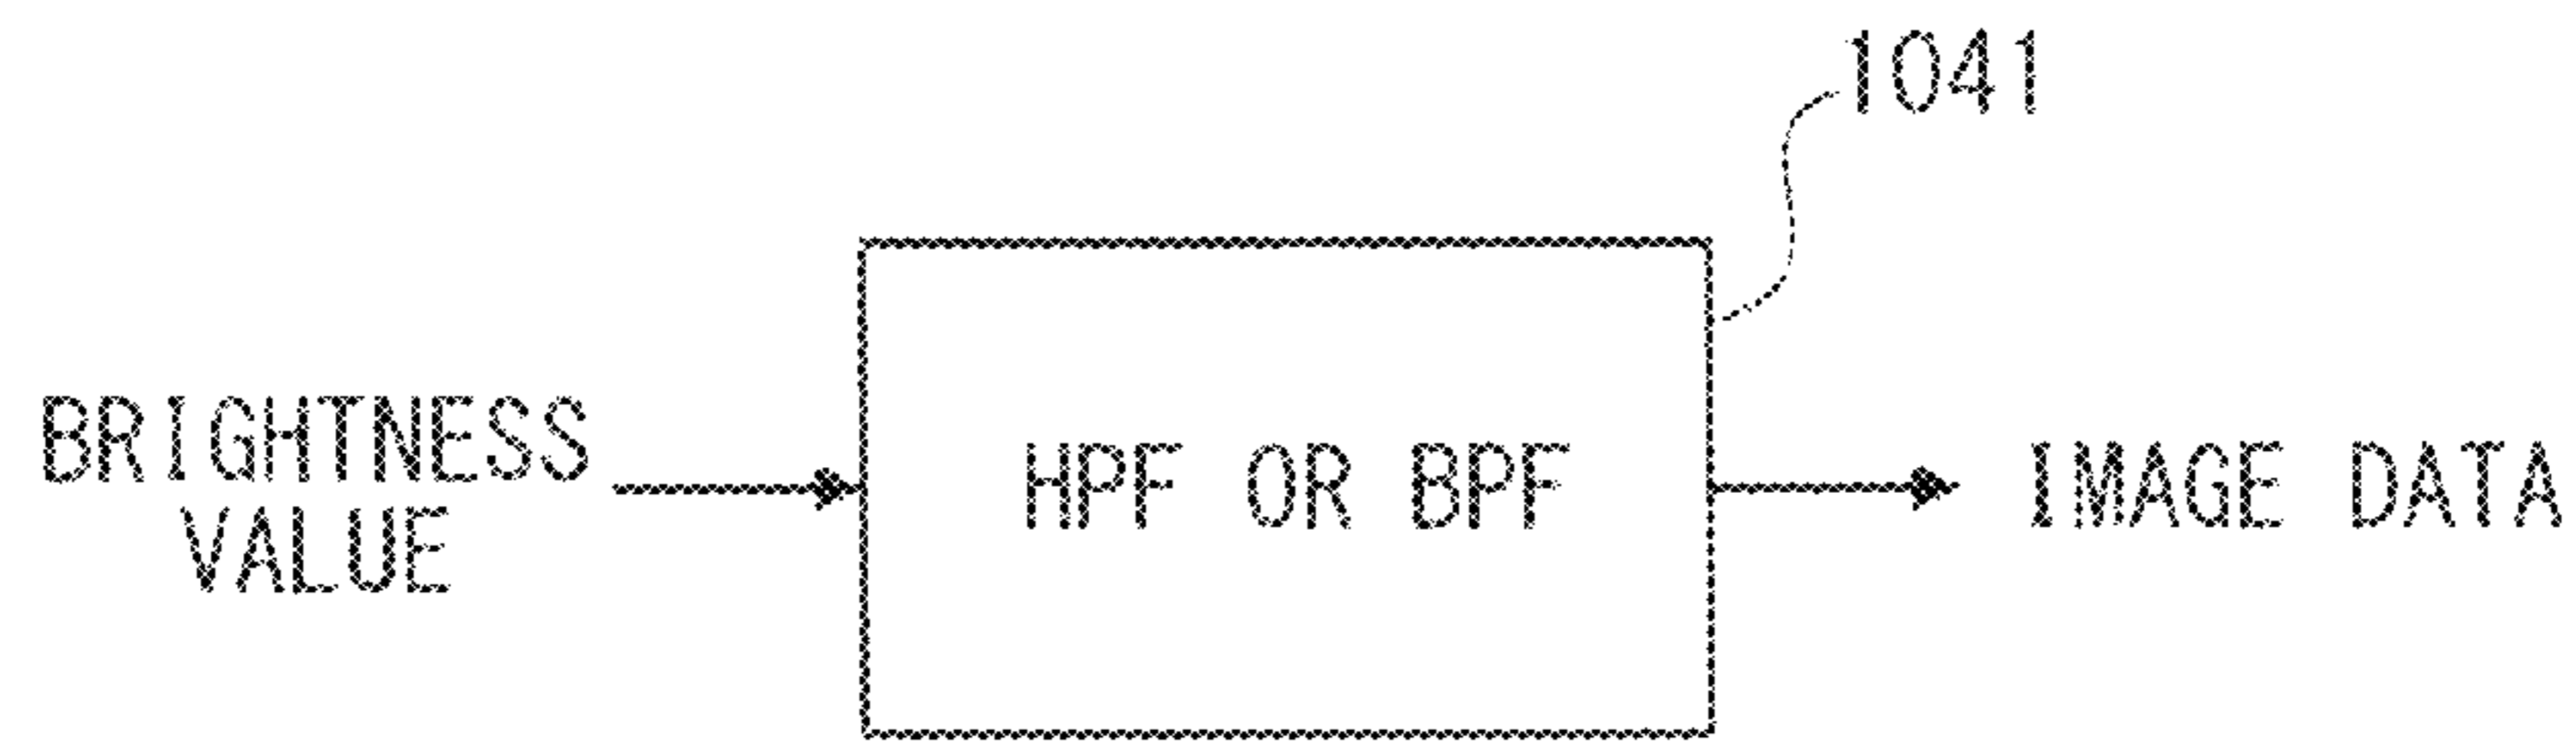 1041
BRIGHTNESS
VALUE
HPF OR BPF
IMAGE DATA